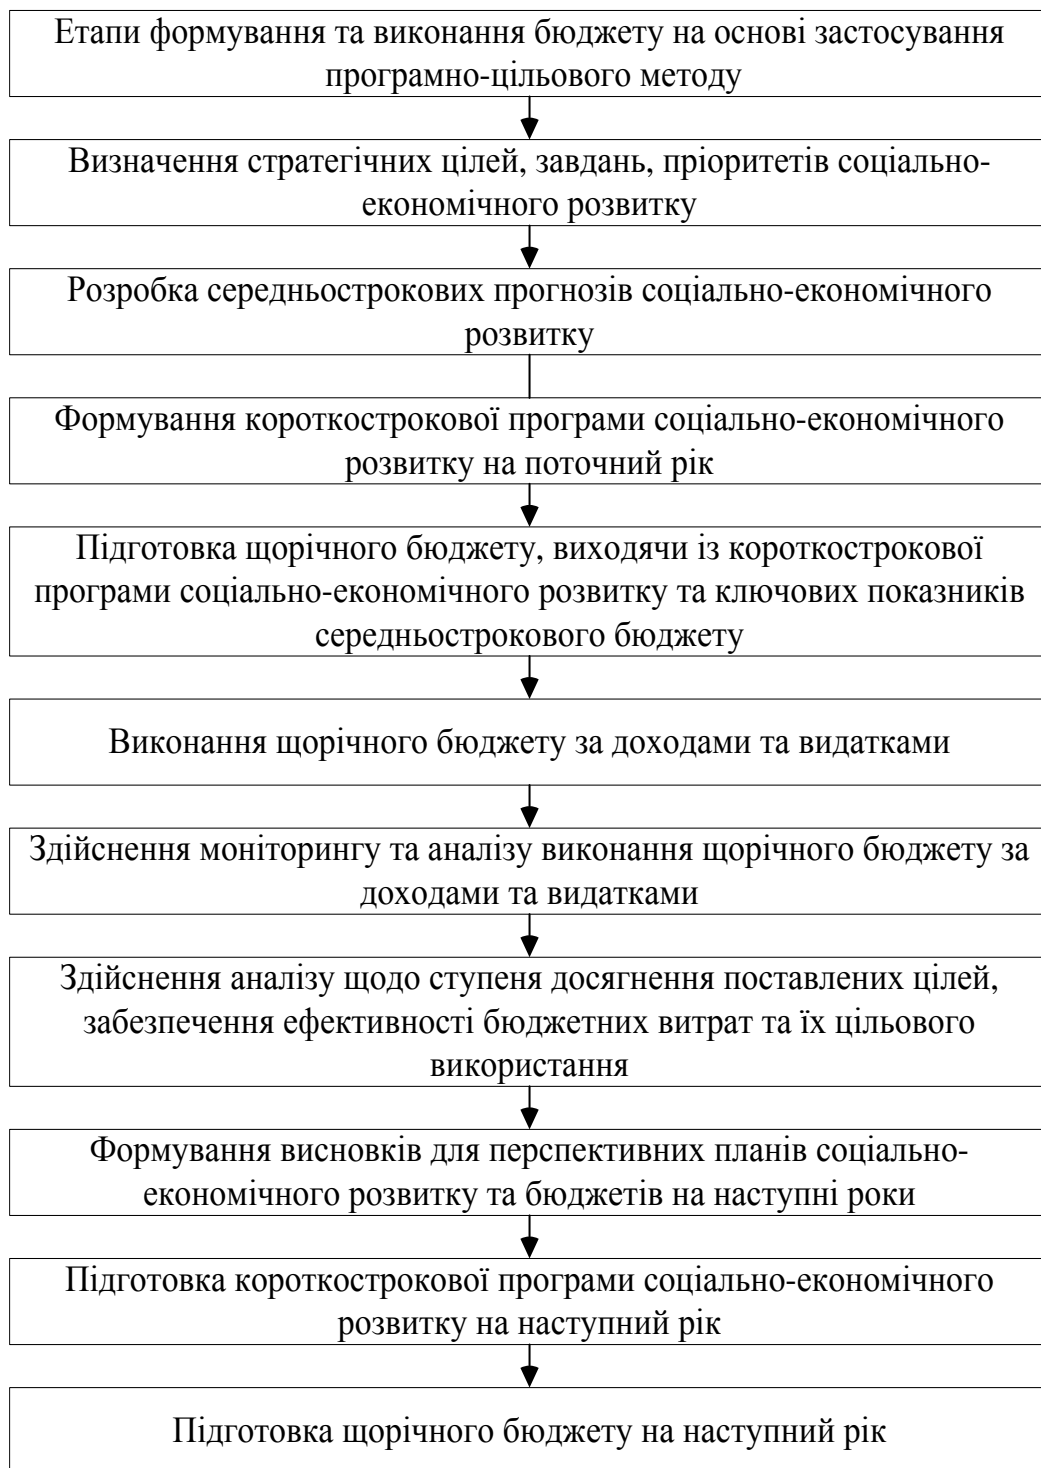 Етапи формування та виконання бюджету на основі застосування
програмно-цільового методу
Визначення стратегічних цілей, завдань, пріоритетів соціально-
економічного розвитку
Розробка середньострокових прогнозів соціально-економічного
розвитку
Формування короткострокової програми соціально-економічного
розвитку на поточний рік
Підготовка щорічного бюджету, виходячи із короткострокової
програми соціально-економічного розвитку та ключових показників
середньострокового бюджету
Виконання щорічного бюджету за доходами та видатками
Здійснення моніторингу та аналізу виконання щорічного бюджету за
доходами та видатками
Здійснення аналізу щодо ступеня досягнення поставлених цілей,
забезпечення ефективності бюджетних витрат та їх цільового
використання
Формування висновків для перспективних планів соціально-
економічного розвитку та бюджетів на наступні роки
Підготовка короткострокової програми соціально-економічного
розвитку на наступний рік
Підготовка щорічного бюджету на наступний рік